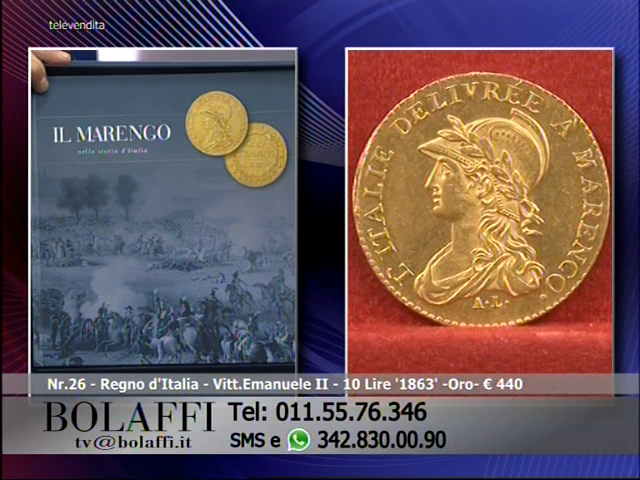 televendita
IL MARENGO
nella storia d'Italia
L'ITALIE DÉLIVRÉE À MARENGO
A.L.
Nr.26 - Regno d'Italia - Vitt.Emanuele II - 10 Lire '1863' -Oro- € 440
BOLAFFI
tv@bolaffi.it
Tel: 011.55.76.346
SMS e 342.830.00.90